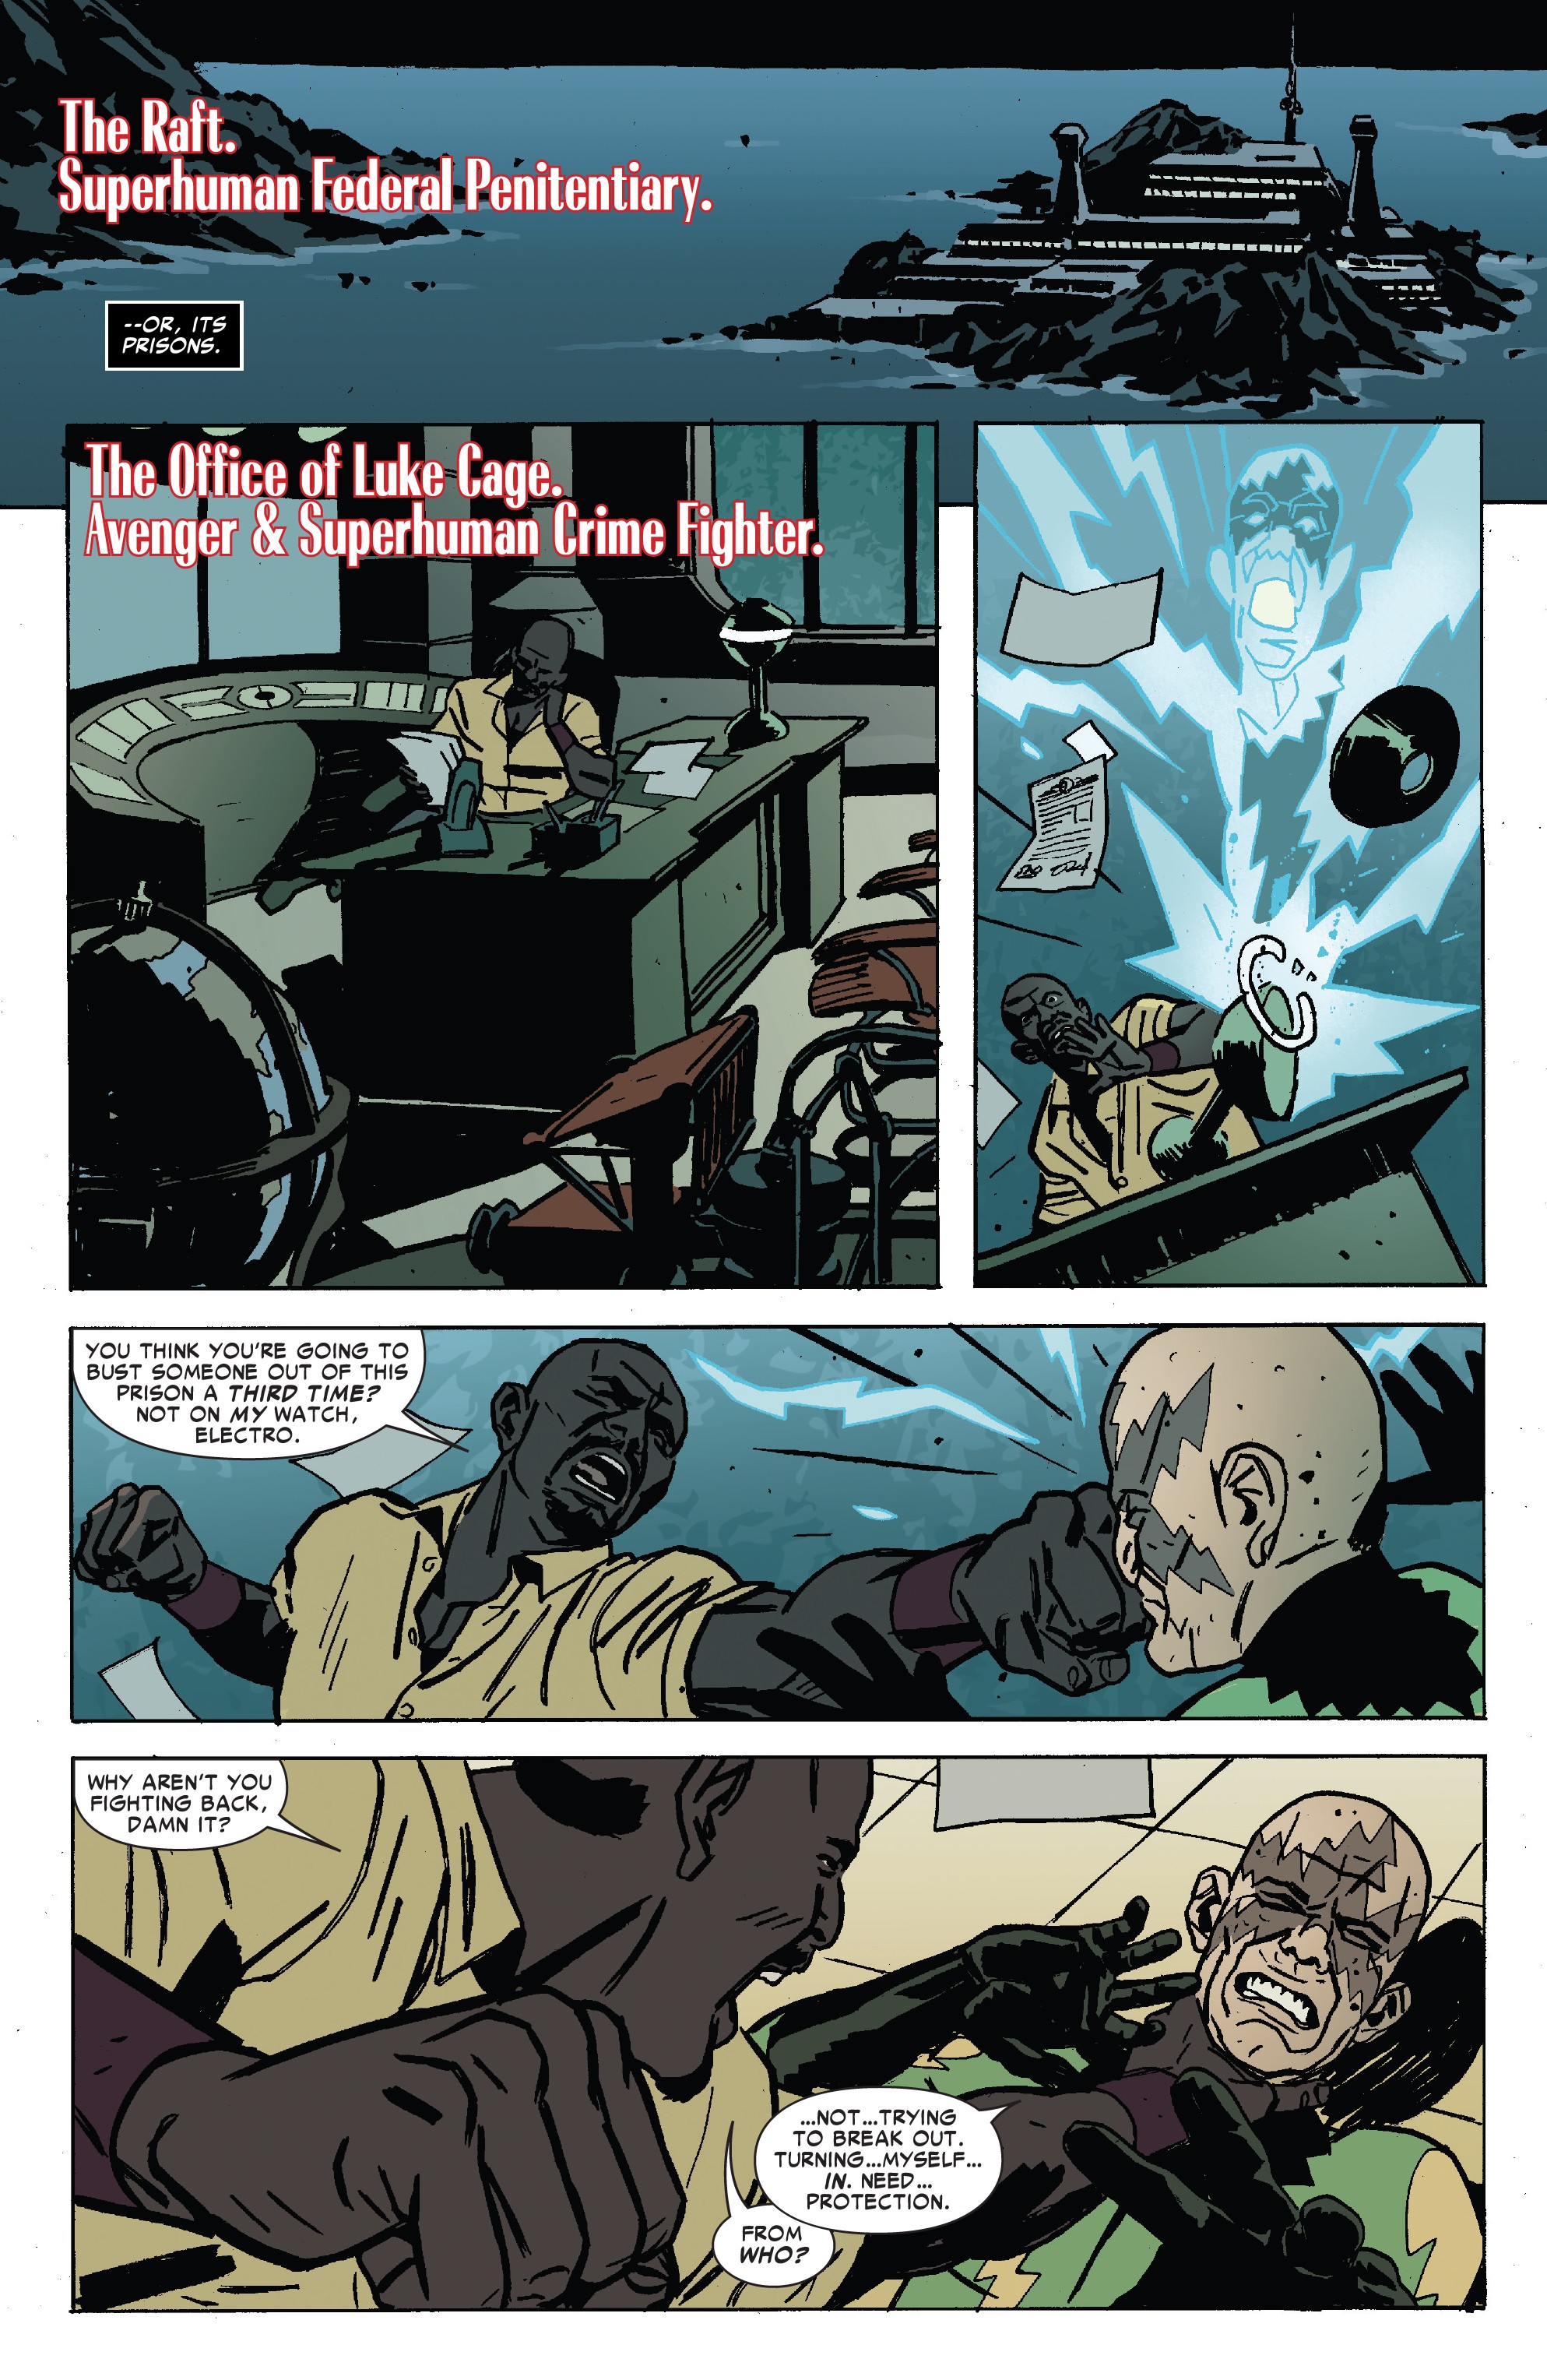 The Raft.
Superhuman Federal Penitentiary.
--OR, ITS
PRISONS.
The Office of Luke Cage.
Avenger & Superhuman Crime Fighter.
YOU THINK YOU'RE GOING TO
BUST SOMEONE OUT OF THIS
PRISON A THIRD TIME?
NOT ON MY WATCH,
ELECTRO.
WHY AREN'T YOU
FIGHTING BACK,
DAMN IT?
...NOT...TRYING
TO BREAK OUT.
TURNING...MYSELF...
IN. NEED...
PROTECTION.
FROM
WHO?